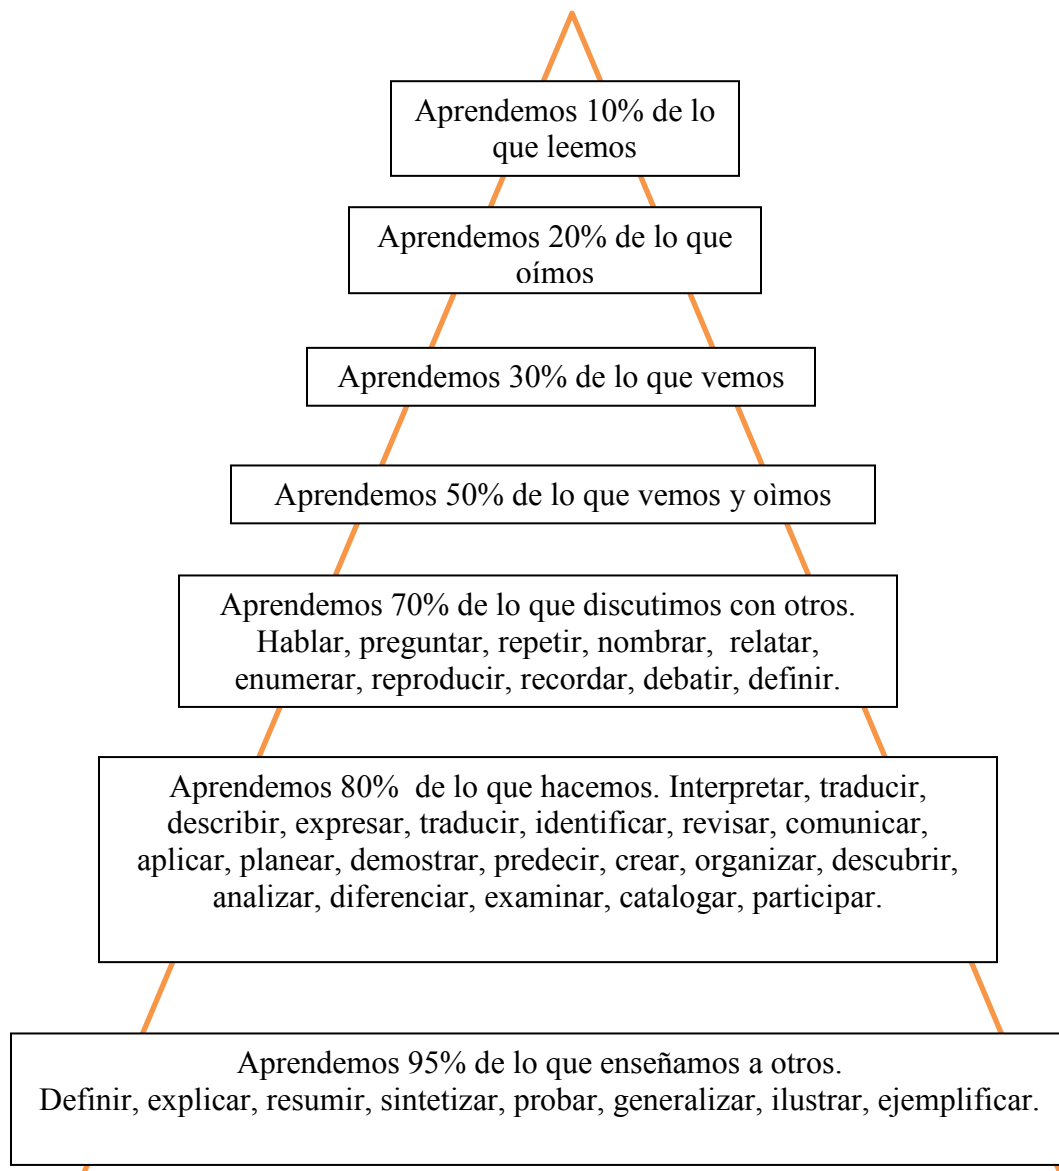 Aprendemos 10% de lo
que leemos
Aprendemos 20% de lo que
oímos
Aprendemos 30% de lo que vemos
Aprendemos 50% de lo que vemos y oìmos
Aprendemos 70% de lo que discutimos con otros.
Hablar, preguntar, repetir, nombrar, relatar,
enumerar, reproducir, recordar, debatir, definir.
Aprendemos 80% de lo que hacemos. Interpretar, traducir,
describir, expresar, traducir, identificar, revisar, comunicar,
aplicar, planear, demostrar, predecir, crear, organizar, descubrir,
analizar, diferenciar, examinar, catalogar, participar.
Aprendemos 95% de lo que enseñamos a otros.
Definir, explicar, resumir, sintetizar, probar, generalizar, ilustrar, ejemplificar.